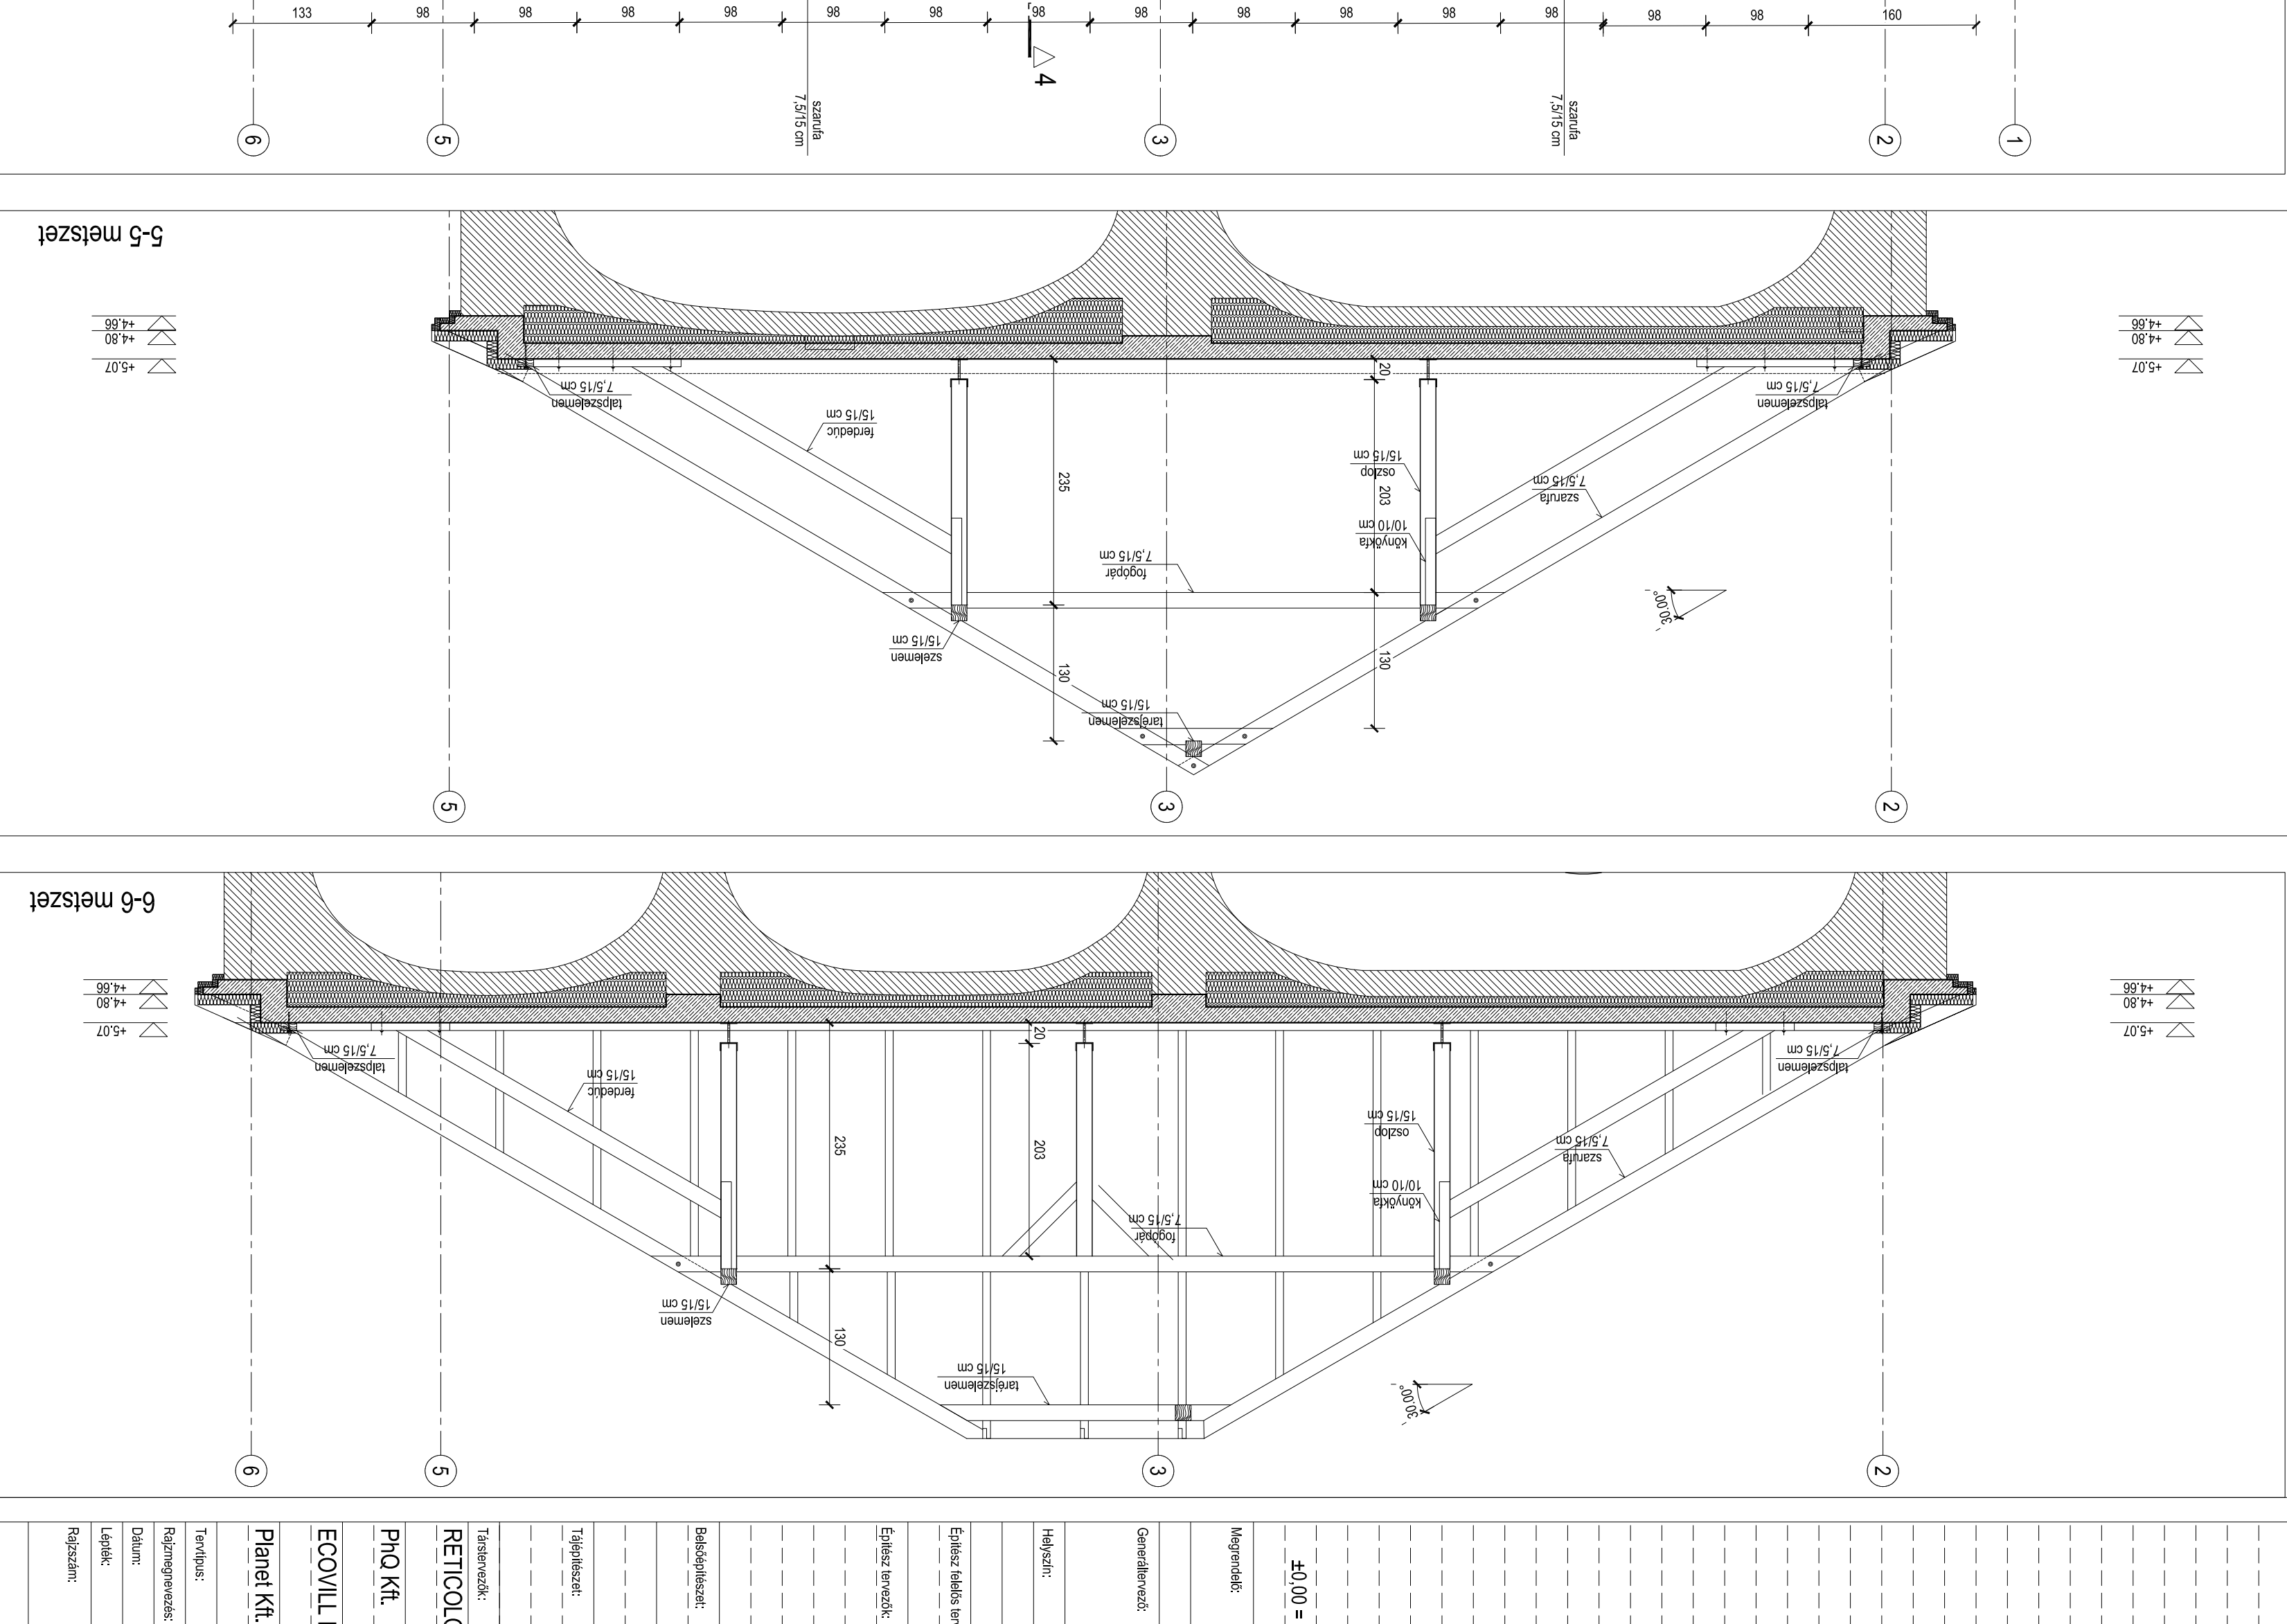 133 98 98 98 98 98 98 98 98 98 98 98 98 98 98 160
4
szarufa
7,5/15 cm
szarufa
7,5/15 cm
6 5 3 2 1
5-5 metszet
+4,66
+4,80
+5,07
+4,66
+4,80
+5,07
talpszelemen
7,5/15 cm
ferdedúc
15/15 cm
20
talpszelemen
7,5/15 cm
oszlop
15/15 cm
szarufa
7,5/15 cm
235
203
könyökfa
10/10 cm
fogópár
7,5/15 cm
30.00°
szelemen
15/15 cm
130
130
taréjszelemen
15/15 cm
5 3 2
6-6 metszet
+4,66
+4,80
+5,07
+4,66
+4,80
+5,07
talpszelemen
7,5/15 cm
ferdedúc
15/15 cm
20
talpszelemen
7,5/15 cm
oszlop
15/15 cm
szarufa
7,5/15 cm
235
203
könyökfa
10/10 cm
fogópár
7,5/15 cm
szelemen
15/15 cm
130
taréjszelemen
15/15 cm
30.00°
6 5 3 2
±0,00 =
Megrendelő:
Generáltervező:
Helyszín:
Építész felelős
Építész tervezők:
Belsőépítészet:
Tájépítészet:
Társtervezők:
PhQ Kft.
ECOVILL
Planet Kft.
Tervtípus:
Rajzmegnevezés:
Dátum:
Lépték:
Rajzszám: